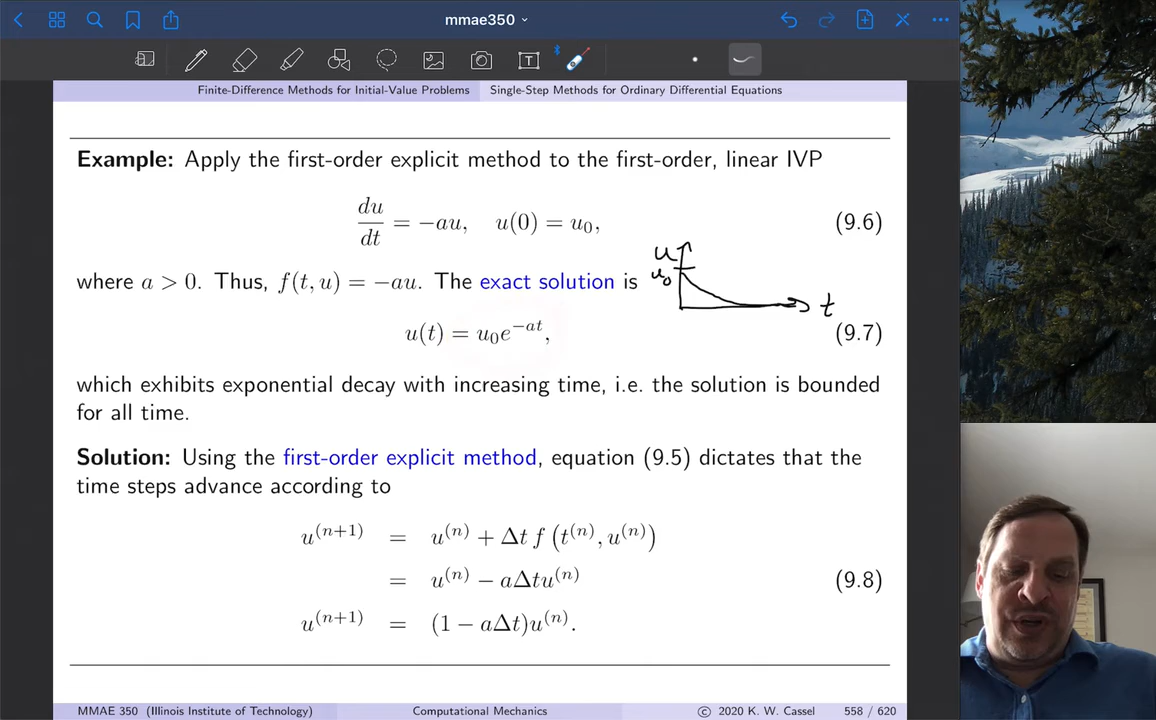 mmae350
T
Finite-Difference Methods for Initial-Value Problems Single-Step Methods for Ordinary Differential Equations
Example: Apply the first-order explicit method to the first-order, linear IVP
du/dt = −au, u(0) = u₀, (9.6)
u
u₀
where a > 0. Thus, f(t, u) = −au. The exact solution is
t
u(t) = u₀e^{−at}, (9.7)
which exhibits exponential decay with increasing time, i.e. the solution is bounded
for all time.
Solution: Using the first-order explicit method, equation (9.5) dictates that the
time steps advance according to
u^{(n+1)} = u^{(n)} + Δt f (t^{(n)}, u^{(n)})
= u^{(n)} − aΔtu^{(n)} (9.8)
u^{(n+1)} = (1 − aΔt)u^{(n)}.
MMAE 350 (Illinois Institute of Technology) Computational Mechanics © 2020 K. W. Cassel 558 / 620